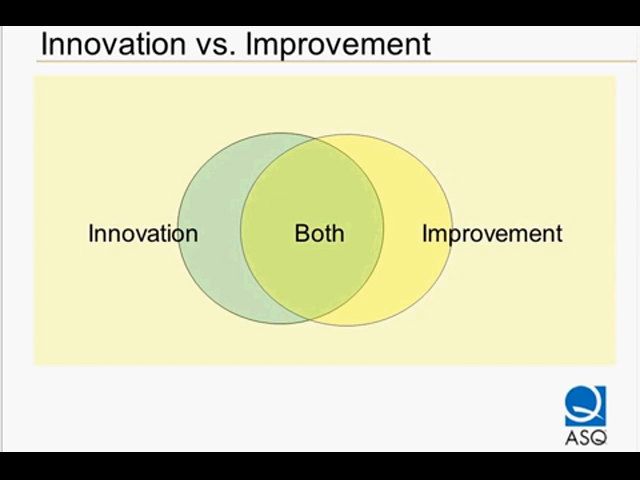 Innovation vs. Improvement
Innovation
Both
Improvement
ASQ